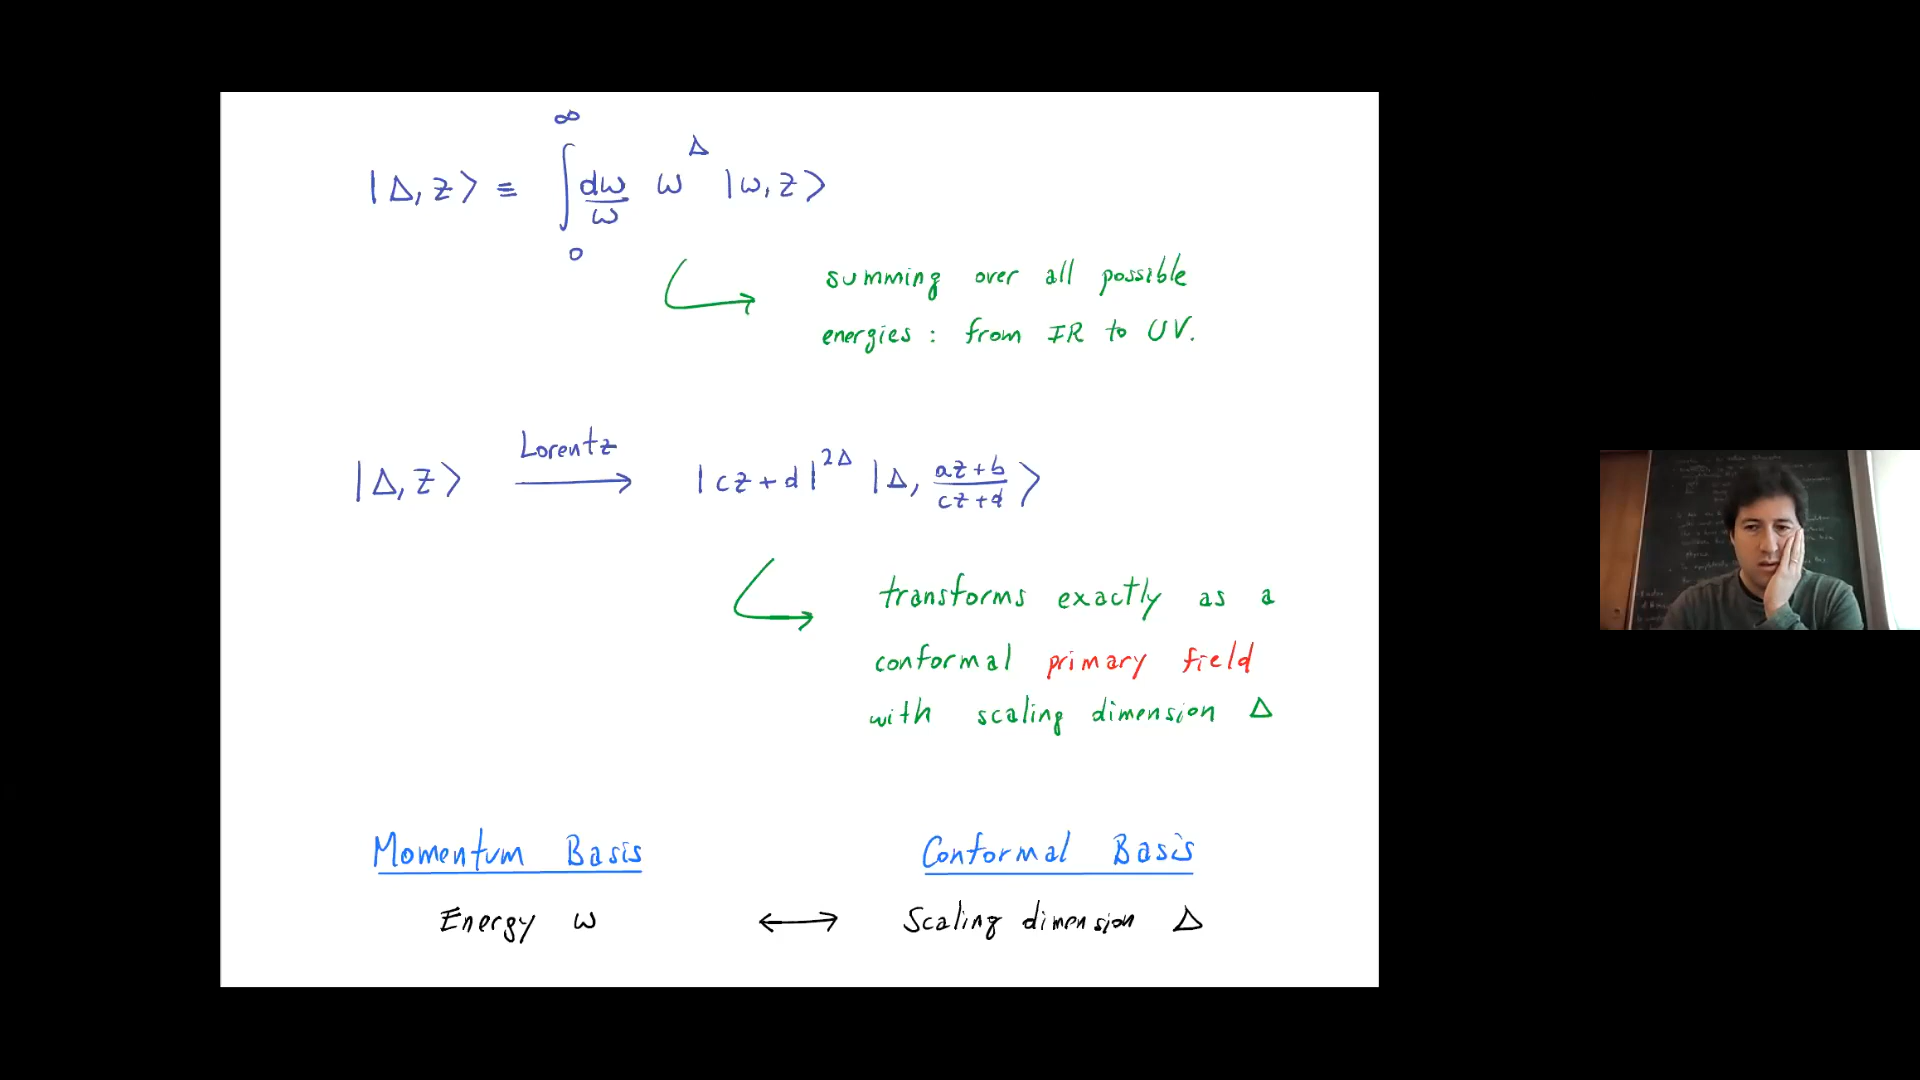 |Δ, z⟩ ≡ ∫₀^∞ dω/ω ω^Δ |ω, z⟩
summing over all possible
energies : from IR to UV.
Lorentz
|Δ, z⟩ ⟶ |cz+d|^{2Δ} |Δ, (az+b)/(cz+d)⟩
transforms exactly as a
conformal primary field
with scaling dimension Δ
Momentum Basis Conformal Basis
Energy ω ⟷ Scaling dimension Δ